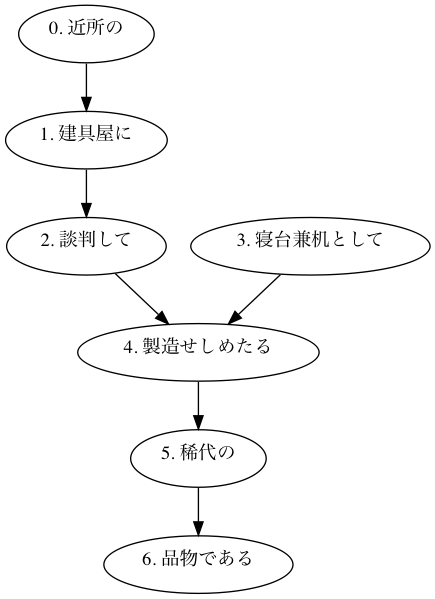 0. 近所の
1. 建具屋に
2. 談判して
3. 寝台兼机として
4. 製造せしめたる
5. 稀代の
6. 品物である